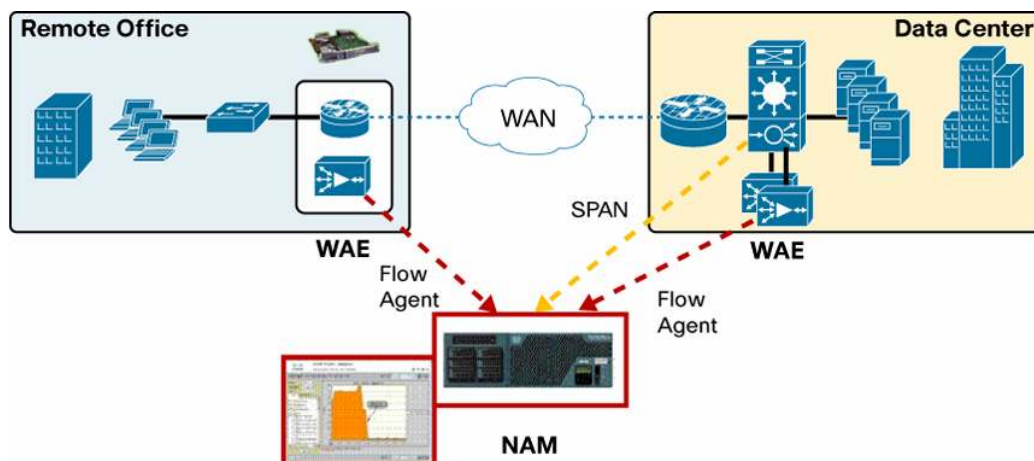 Remote Office
Data Center
WAN
SPAN
WAE
WAE
Flow
Agent
Flow
Agent
NAM